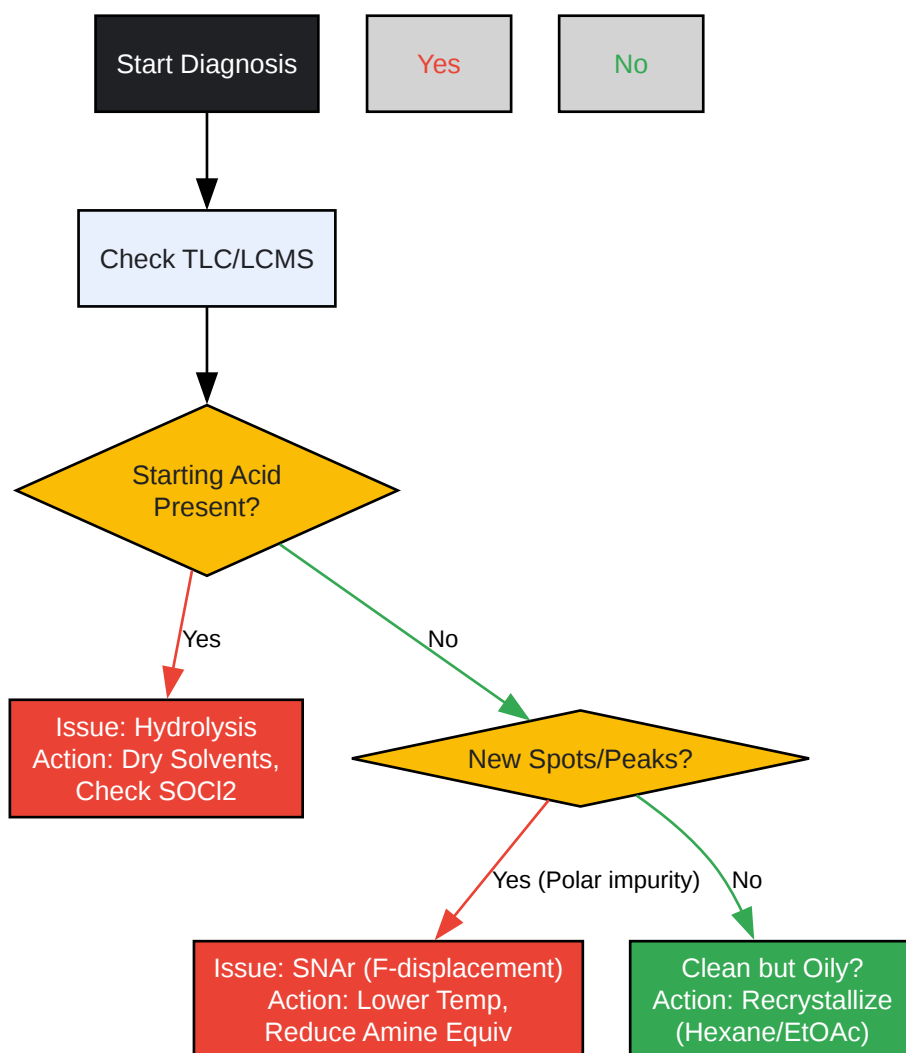 Start Diagnosis
Yes
No
Check TLC/LCMS
Starting Acid
Present?
Yes
No
Issue: Hydrolysis
Action: Dry Solvents,
Check SOCl2
New Spots/Peaks?
Yes (Polar impurity)
No
Issue: SNAr (F-displacement)
Action: Lower Temp,
Reduce Amine Equiv
Clean but Oily?
Action: Recrystallize
(Hexane/EtOAc)